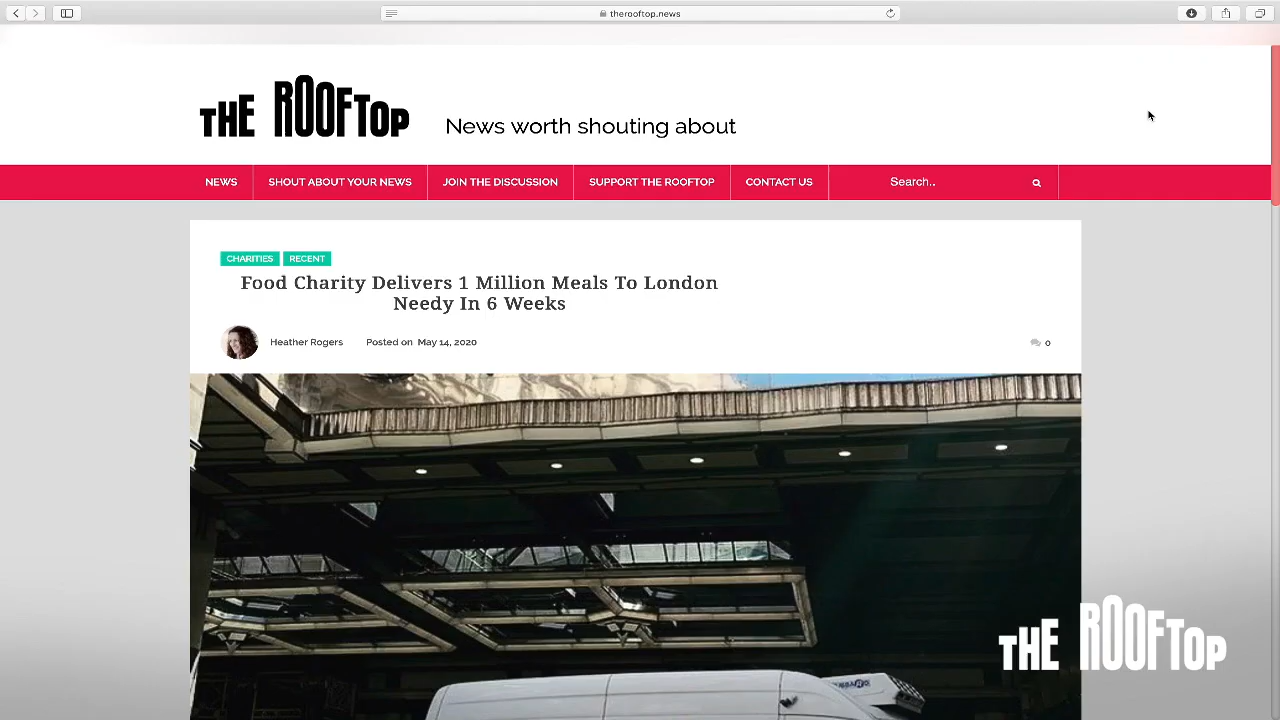 therooftop.news
THE ROOFTOP
News worth shouting about
NEWS
SHOUT ABOUT YOUR NEWS
JOIN THE DISCUSSION
SUPPORT THE ROOFTOP
CONTACT US
Search..
CHARITIES
RECENT
Food Charity Delivers 1 Million Meals To London
Needy In 6 Weeks
Heather Rogers
Posted on May 14, 2020
0
THE ROOFTOP